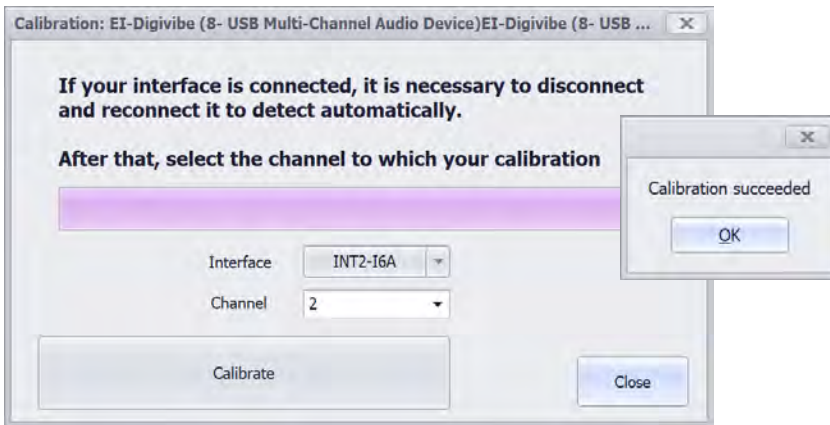 Calibration: EI-Digivibe (8- USB Multi-Channel Audio Device)EI-Digivibe (8- USB ...
If your interface is connected, it is necessary to disconnect
and reconnect it to detect automatically.
After that, select the channel to which your calibration
Calibration succeeded
OK
Interface INT2-I6A
Channel 2
Calibrate
Close